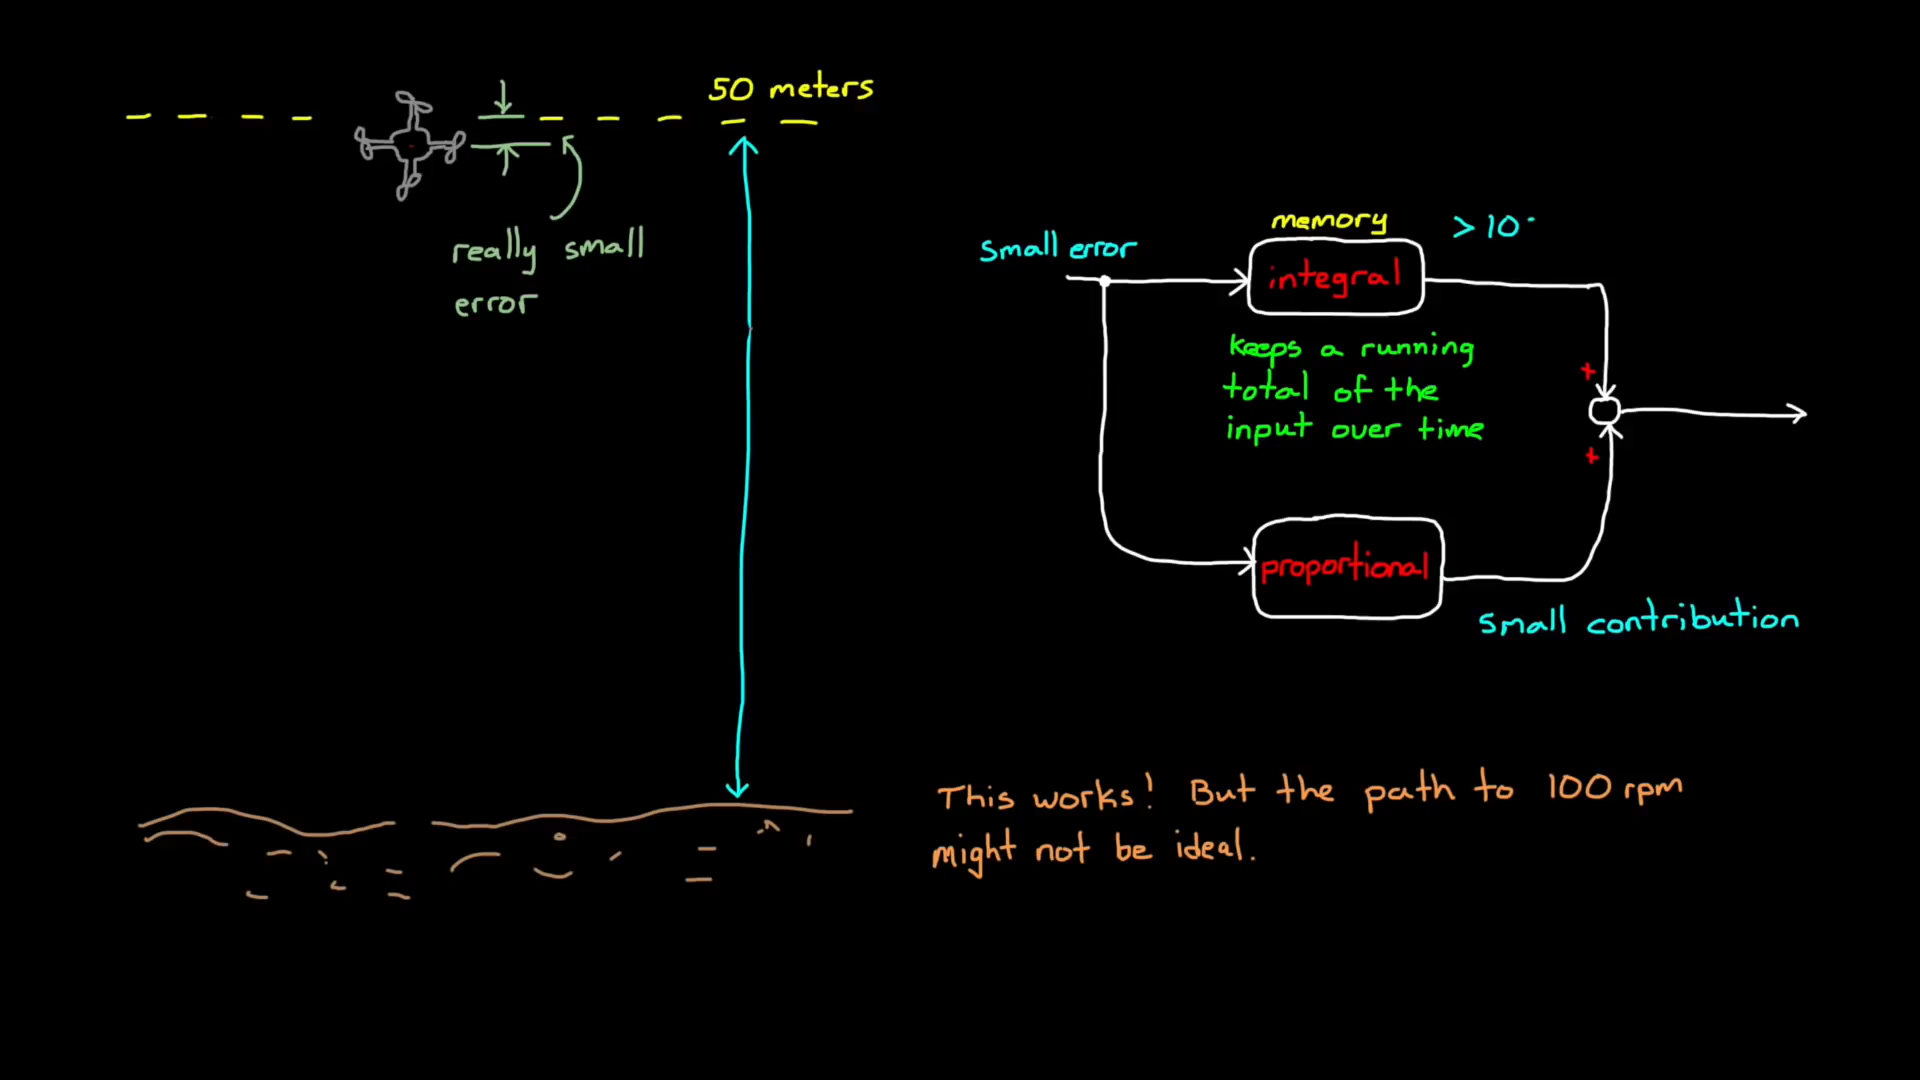 50 meters
really small
error
memory
> 10
small error
integral
keeps a running
total of the
input over time
+
+
proportional
small contribution
This works! But the path to 100 rpm
might not be ideal.